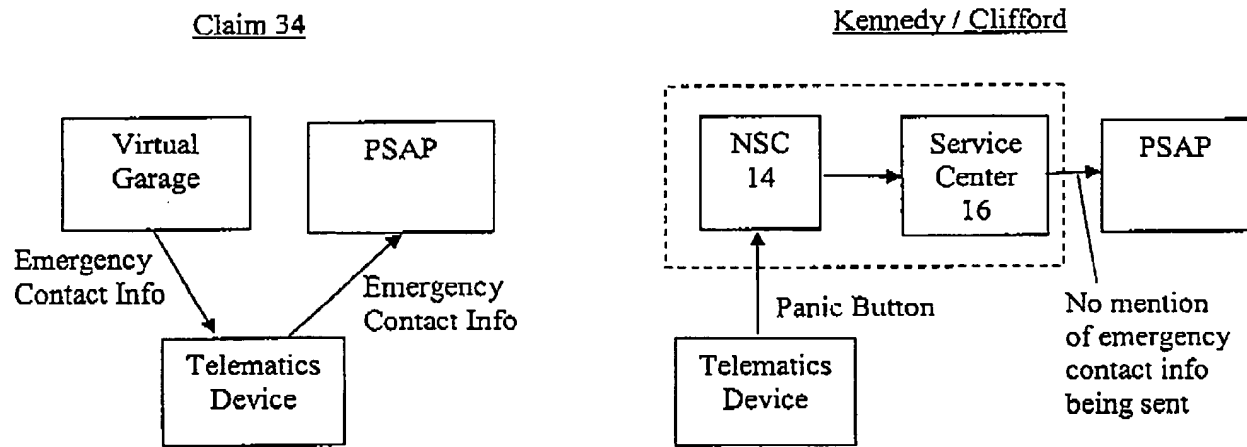 Claim 34
Virtual
Garage
PSAP
Emergency
Contact Info
Emergency
Contact Info
Telematics
Device
Kennedy / Clifford
NSC
14
Service
Center
16
PSAP
Panic Button
Telematics
Device
No mention
of emergency
contact info
being sent